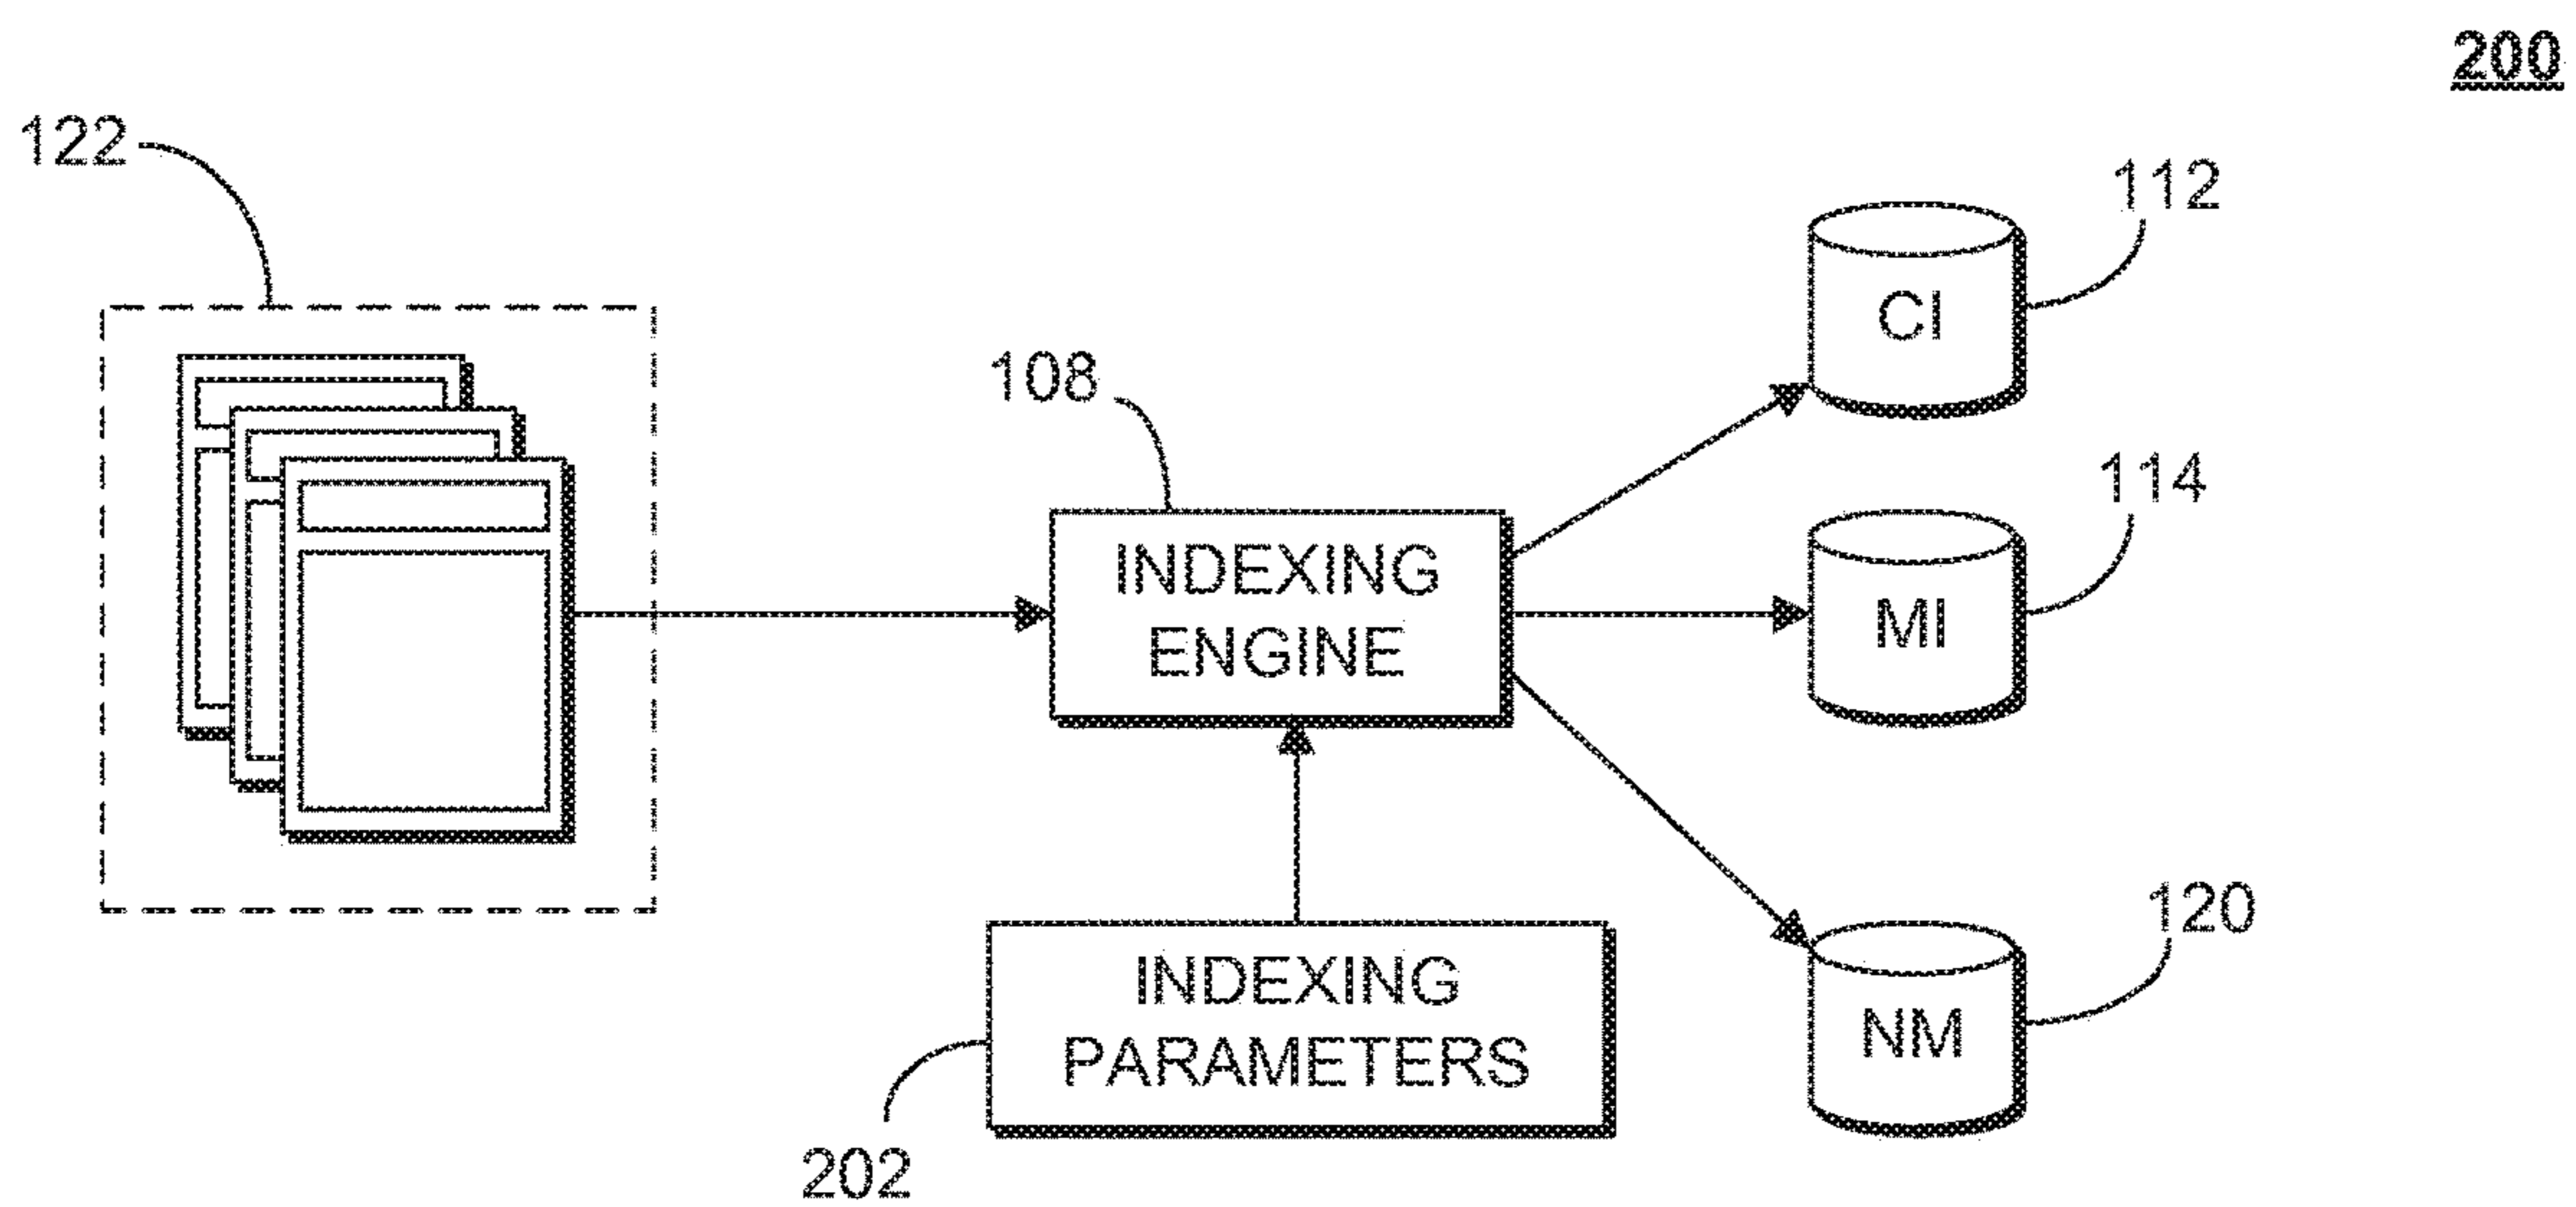 200
122
112
CI
108
114
INDEXING
ENGINE
MI
120
INDEXING
PARAMETERS
NM
202